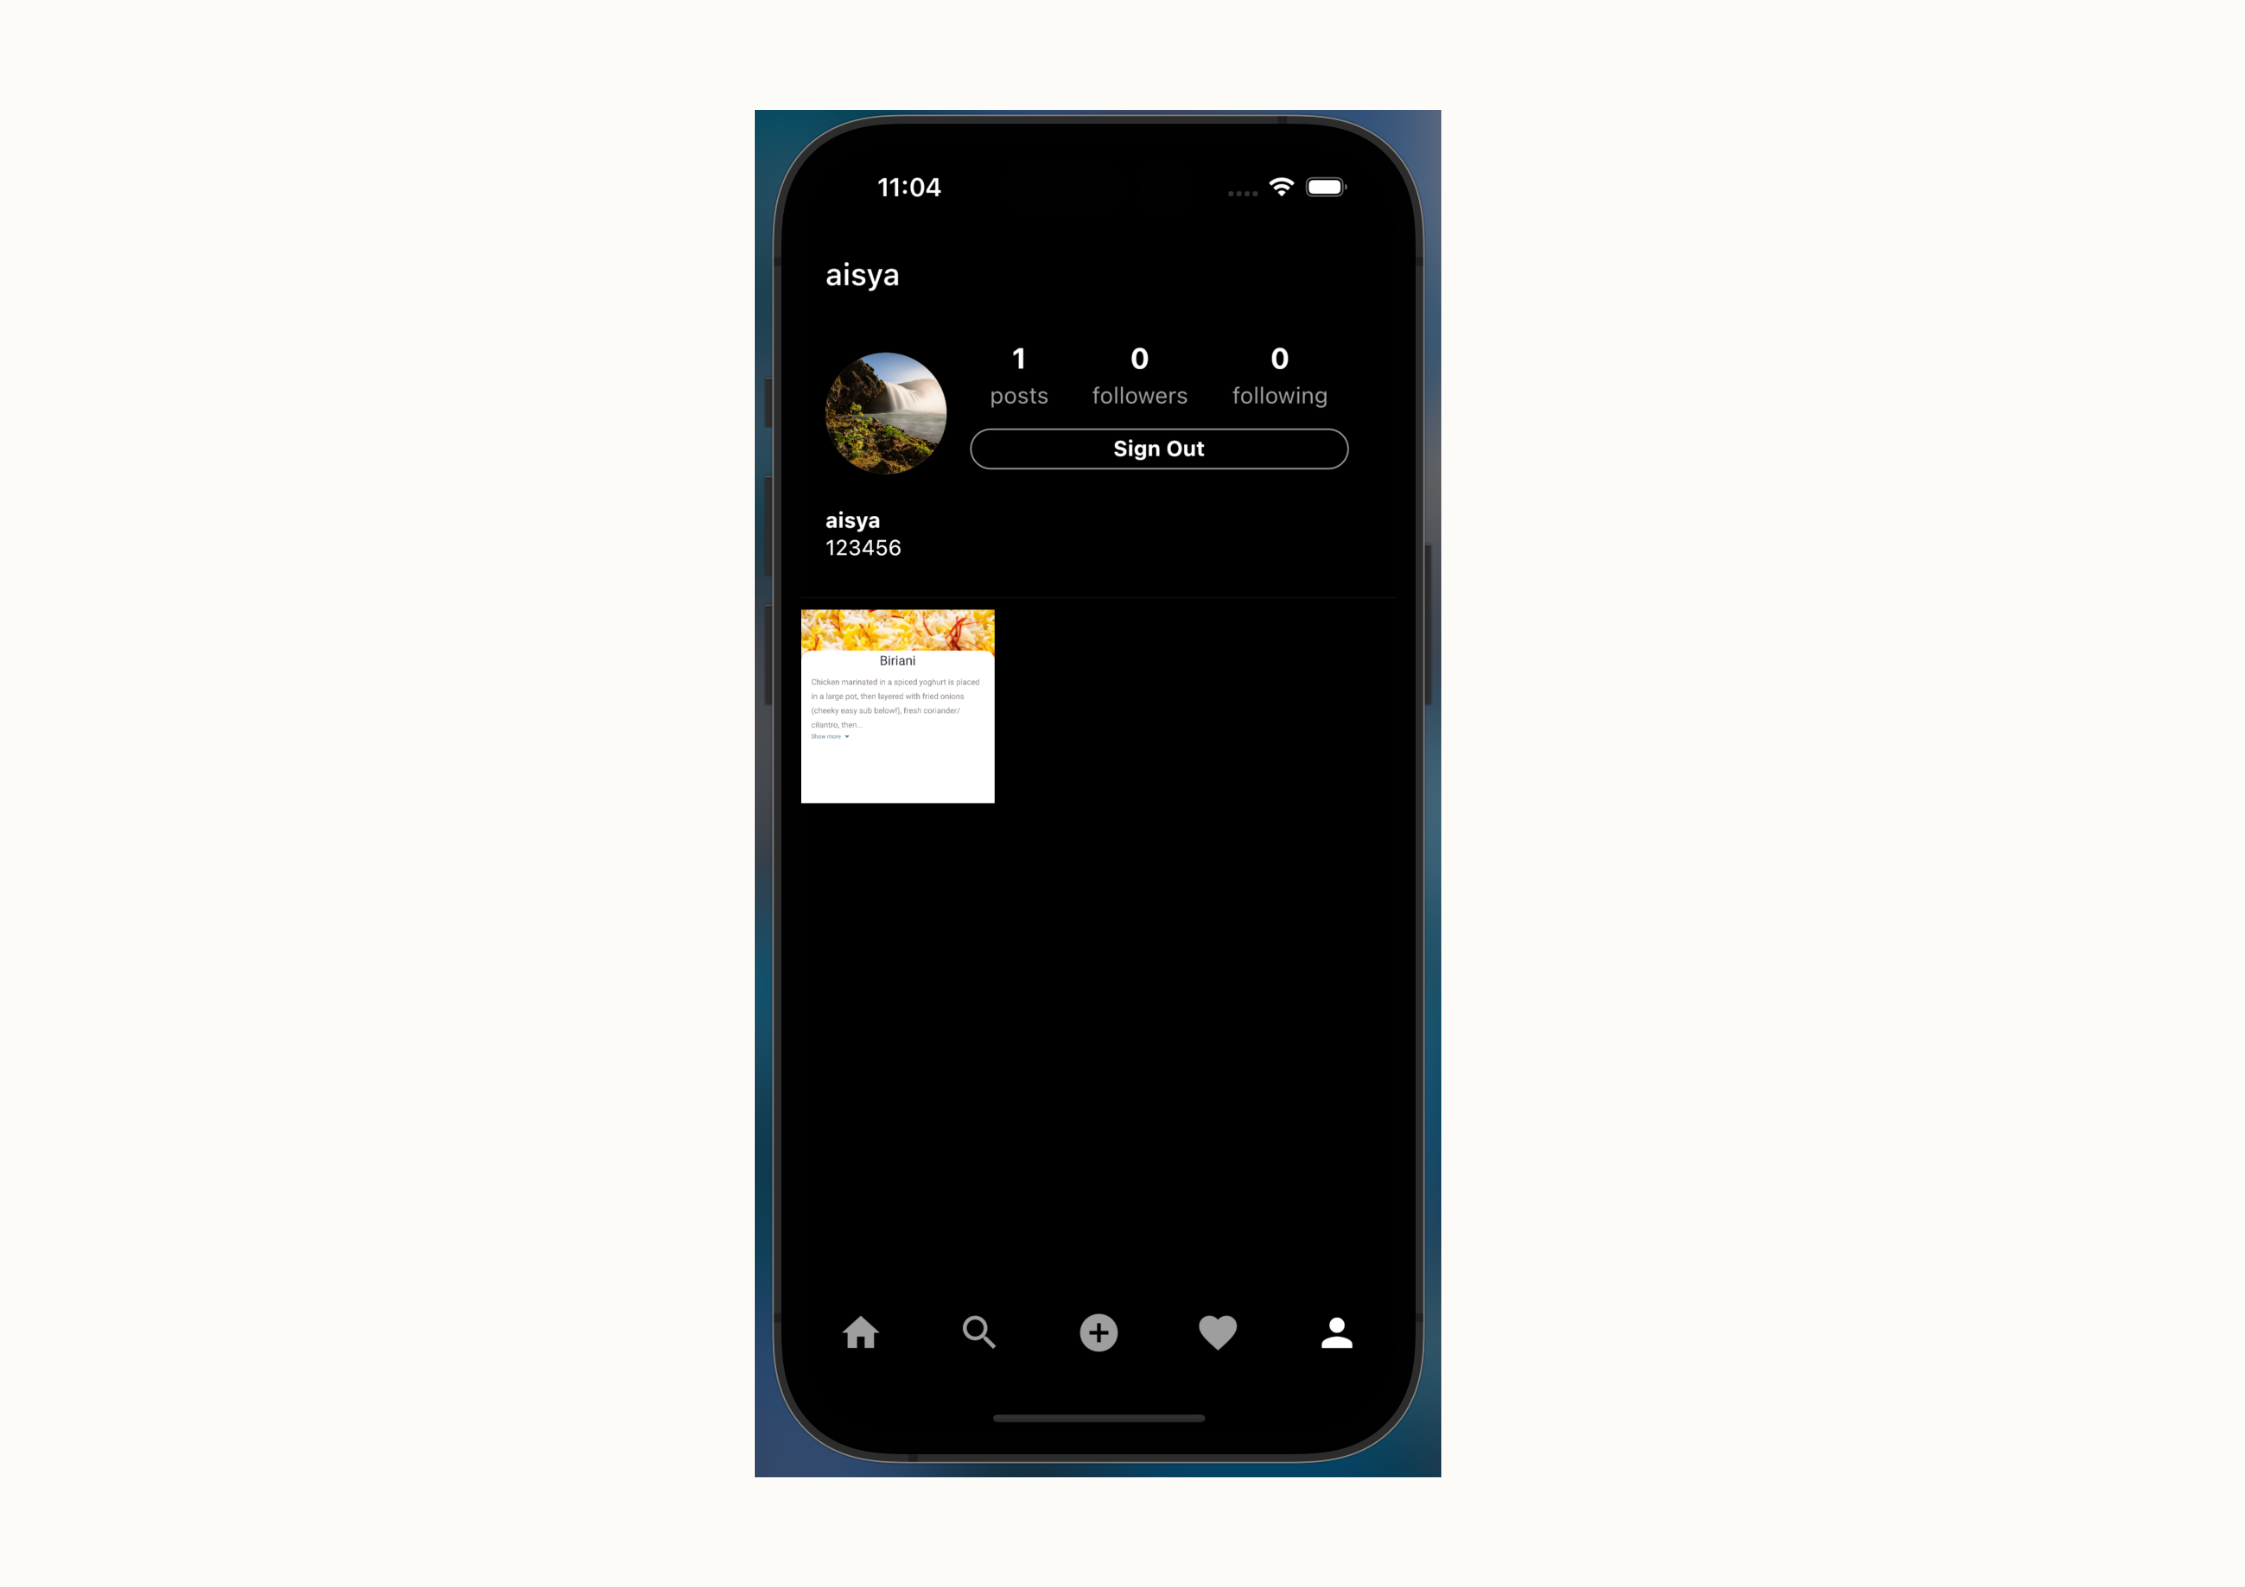 11:04
aisya
1 0 0
posts followers following
Sign Out
aisya
123456
Biriani
Chicken marinated in a spiced yoghurt is placed
in a large pot, then layered with fried onions
(cheeky easy sub below!), fresh coriander/
cilantro, then...
Show more